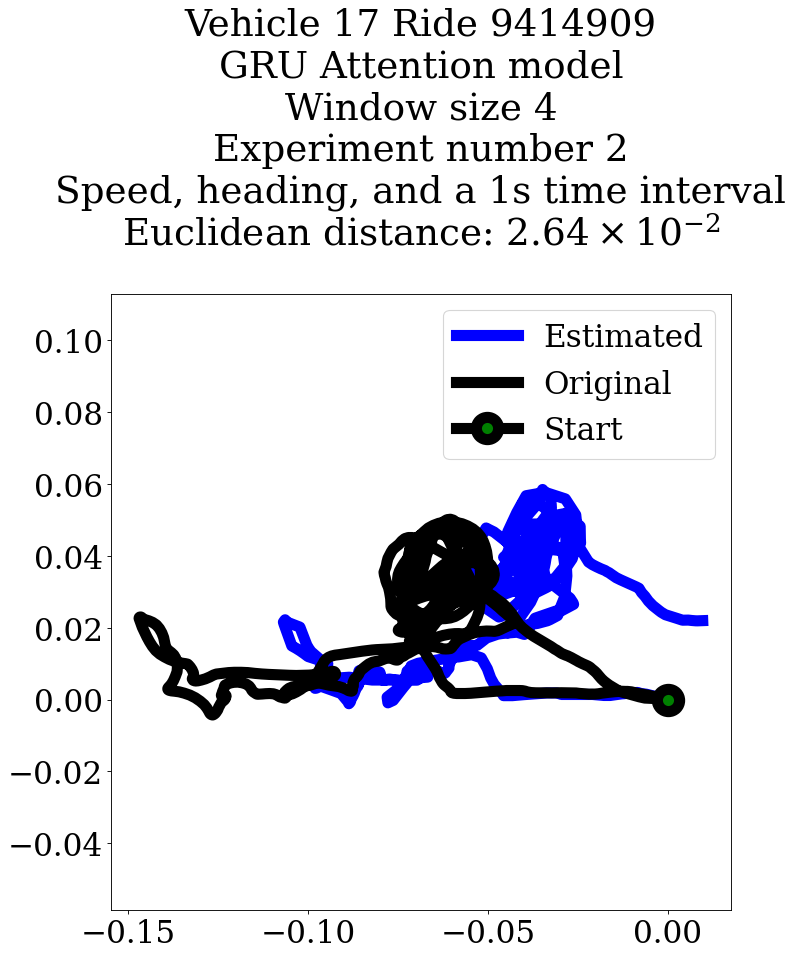 Vehicle 17 Ride 9414909
GRU Attention model
Window size 4
Experiment number 2
Speed, heading, and a 1s time interval
Euclidean distance: 2.64 × 10⁻²
Estimated
Original
Start
0.10
0.08
0.06
0.04
0.02
0.00
−0.02
−0.04
−0.15 −0.10 −0.05 0.00